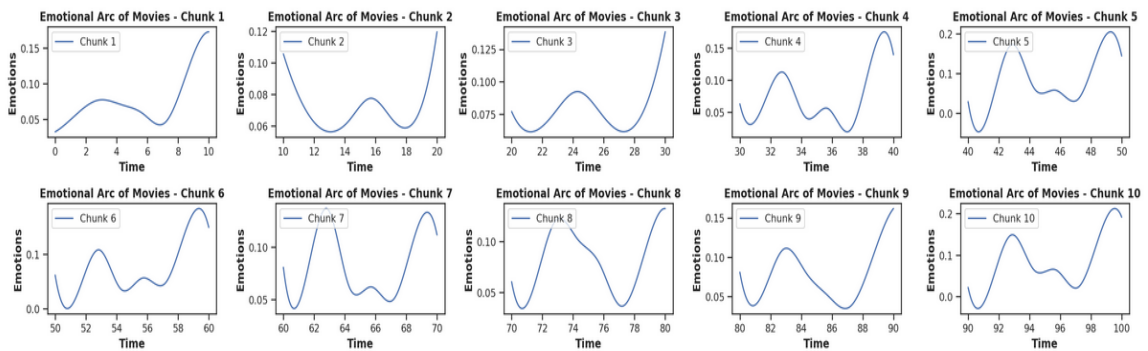 Emotional Arc of Movies - Chunk 1
Emotional Arc of Movies - Chunk 2
Emotional Arc of Movies - Chunk 3
Emotional Arc of Movies - Chunk 4
Emotional Arc of Movies - Chunk 5
Chunk 1
Chunk 2
Chunk 3
Chunk 4
Chunk 5
Emotions
0.15
0.10
0.05
Emotions
0.12
0.10
0.08
0.06
Emotions
0.125
0.100
0.075
Emotions
0.15
0.10
0.05
Emotions
0.2
0.1
0.0
0 2 4 6 8 10
10 12 14 16 18 20
20 22 24 26 28 30
30 32 34 36 38 40
40 42 44 46 48 50
Time
Time
Time
Time
Time
Emotional Arc of Movies - Chunk 6
Emotional Arc of Movies - Chunk 7
Emotional Arc of Movies - Chunk 8
Emotional Arc of Movies - Chunk 9
Emotional Arc of Movies - Chunk 10
Chunk 6
Chunk 7
Chunk 8
Chunk 9
Chunk 10
Emotions
0.1
0.0
Emotions
0.10
0.05
Emotions
0.10
0.05
Emotions
0.15
0.10
0.05
Emotions
0.2
0.1
0.0
50 52 54 56 58 60
60 62 64 66 68 70
70 72 74 76 78 80
80 82 84 86 88 90
90 92 94 96 98 100
Time
Time
Time
Time
Time